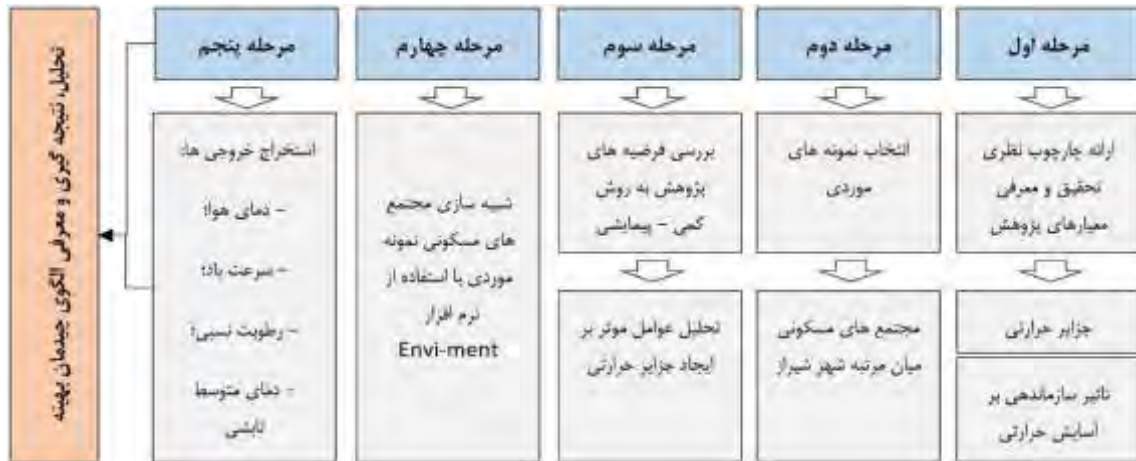 مرحله اول
ارائه چارچوب نظری
تحقیق و معرفی
معیارهای پژوهش
جزایر حرارتی
تاثیر سازماندهی بر
آسایش حرارتی
مرحله دوم
انتخاب نمونه های
موردی
مجتمع های مسکونی
میان مرتبه شهر شیراز
مرحله سوم
بررسی فرضیه های
پژوهش به روش
کمی - پیمایشی
تحلیل عوامل موثر بر
ایجاد جزایر حرارتی
مرحله چهارم
شبیه سازی مجتمع
های مسکونی نمونه
موردی با استفاده از
نرم افزار
Envi-ment
مرحله پنجم
استخراج خروجی ها:
- دمای هوا؛
- سرعت باد؛
- رطوبت نسبی؛
- دمای متوسط
تابشی
تحلیل، نتیجه گیری و معرفی الگوی چیدمان بهینه